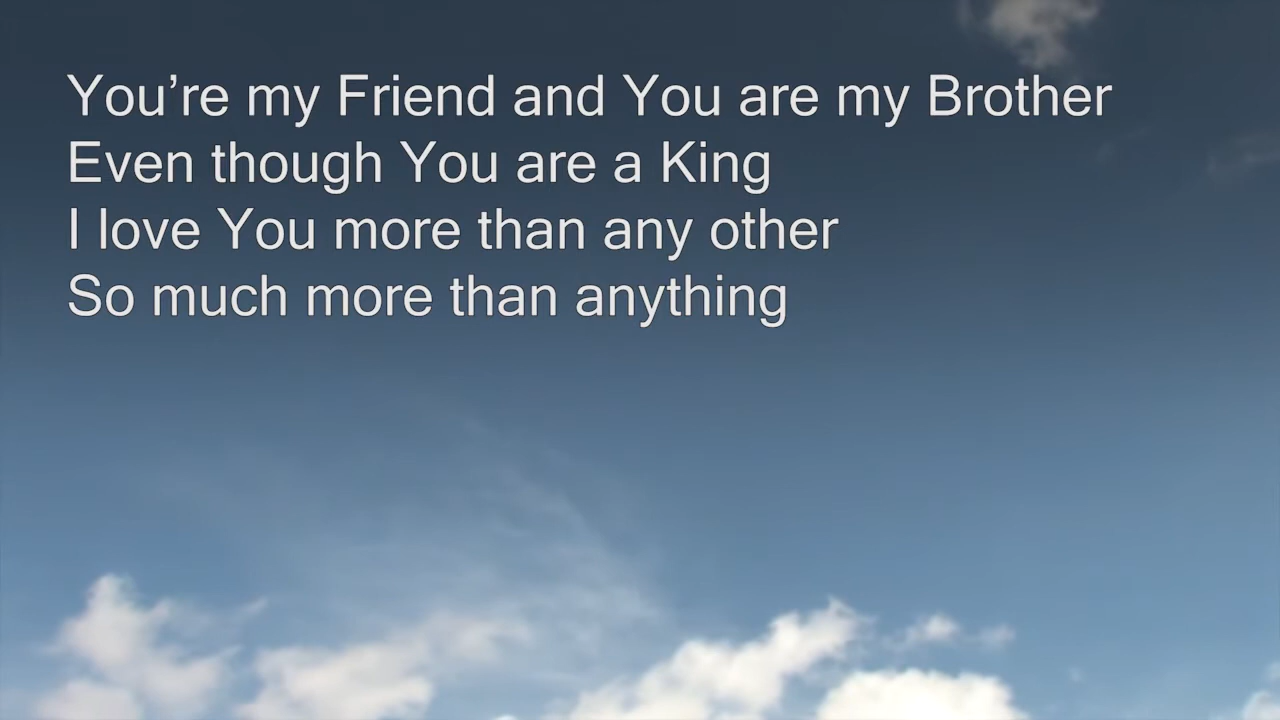 You’re my Friend and You are my Brother
Even though You are a King
I love You more than any other
So much more than anything